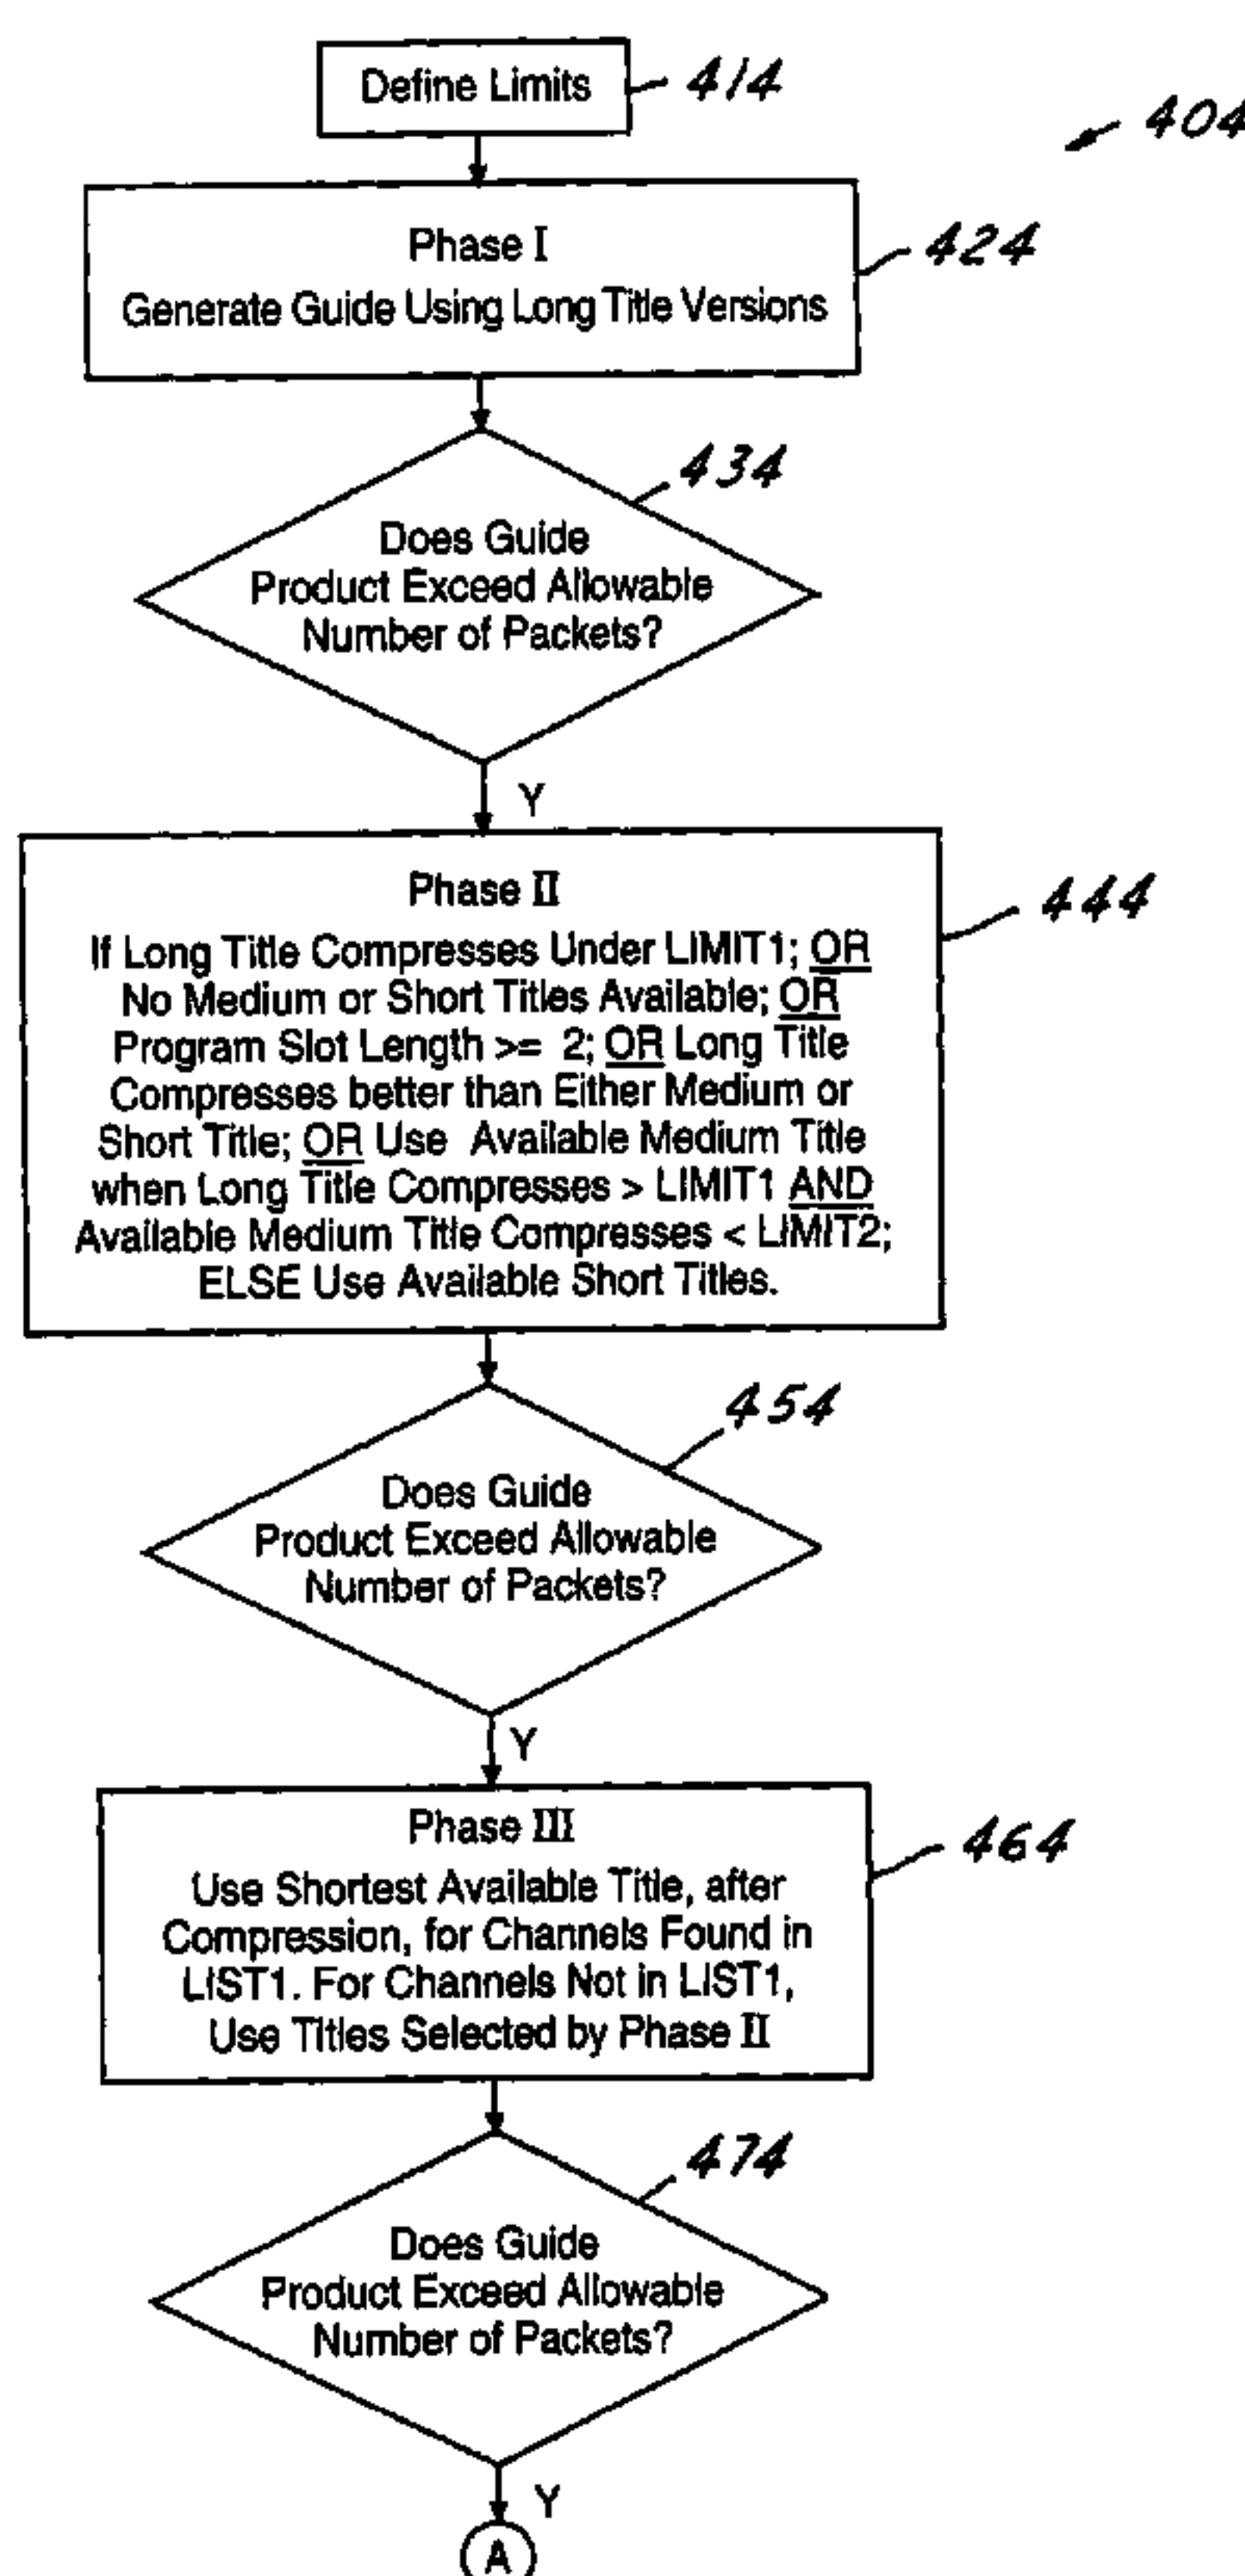 Define Limits
414
404
Phase I
424
Generate Guide Using Long Title Versions
434
Does Guide
Product Exceed Allowable
Number of Packets?
Y
Phase II
444
If Long Title Compresses Under LIMIT1; OR
No Medium or Short Titles Available; OR
Program Slot Length >= 2; OR Long Title
Compresses better than Either Medium or
Short Title; OR Use Available Medium Title
when Long Title Compresses > LIMIT1 AND
Available Medium Title Compresses < LIMIT2;
ELSE Use Available Short Titles.
454
Does Guide
Product Exceed Allowable
Number of Packets?
Y
Phase III
464
Use Shortest Available Title, after
Compression, for Channels Found in
LIST1. For Channels Not in LIST1,
Use Titles Selected by Phase II
474
Does Guide
Product Exceed Allowable
Number of Packets?
Y
A